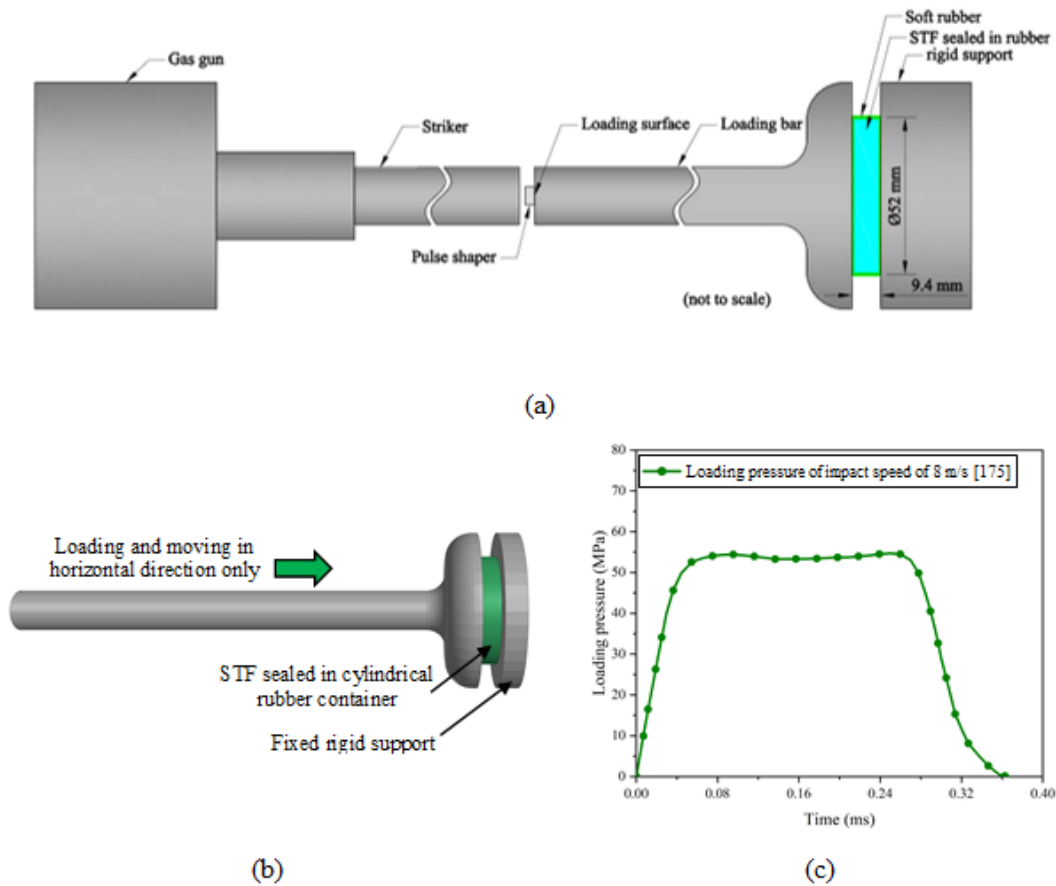 Soft rubber
STF sealed in rubber
rigid support
Gas gun
Striker
Loading surface
Loading bar
Ø52 mm
Pulse shaper
(not to scale)
9.4 mm
(a)
Loading and moving in
horizontal direction only
STF sealed in cylindrical
rubber container
Fixed rigid support
(b)
80
70
60
50
40
30
20
10
0
Loading pressure (MPa)
Loading pressure of impact speed of 8 m/s [175]
0.00 0.08 0.16 0.24 0.32 0.40
Time (ms)
(c)